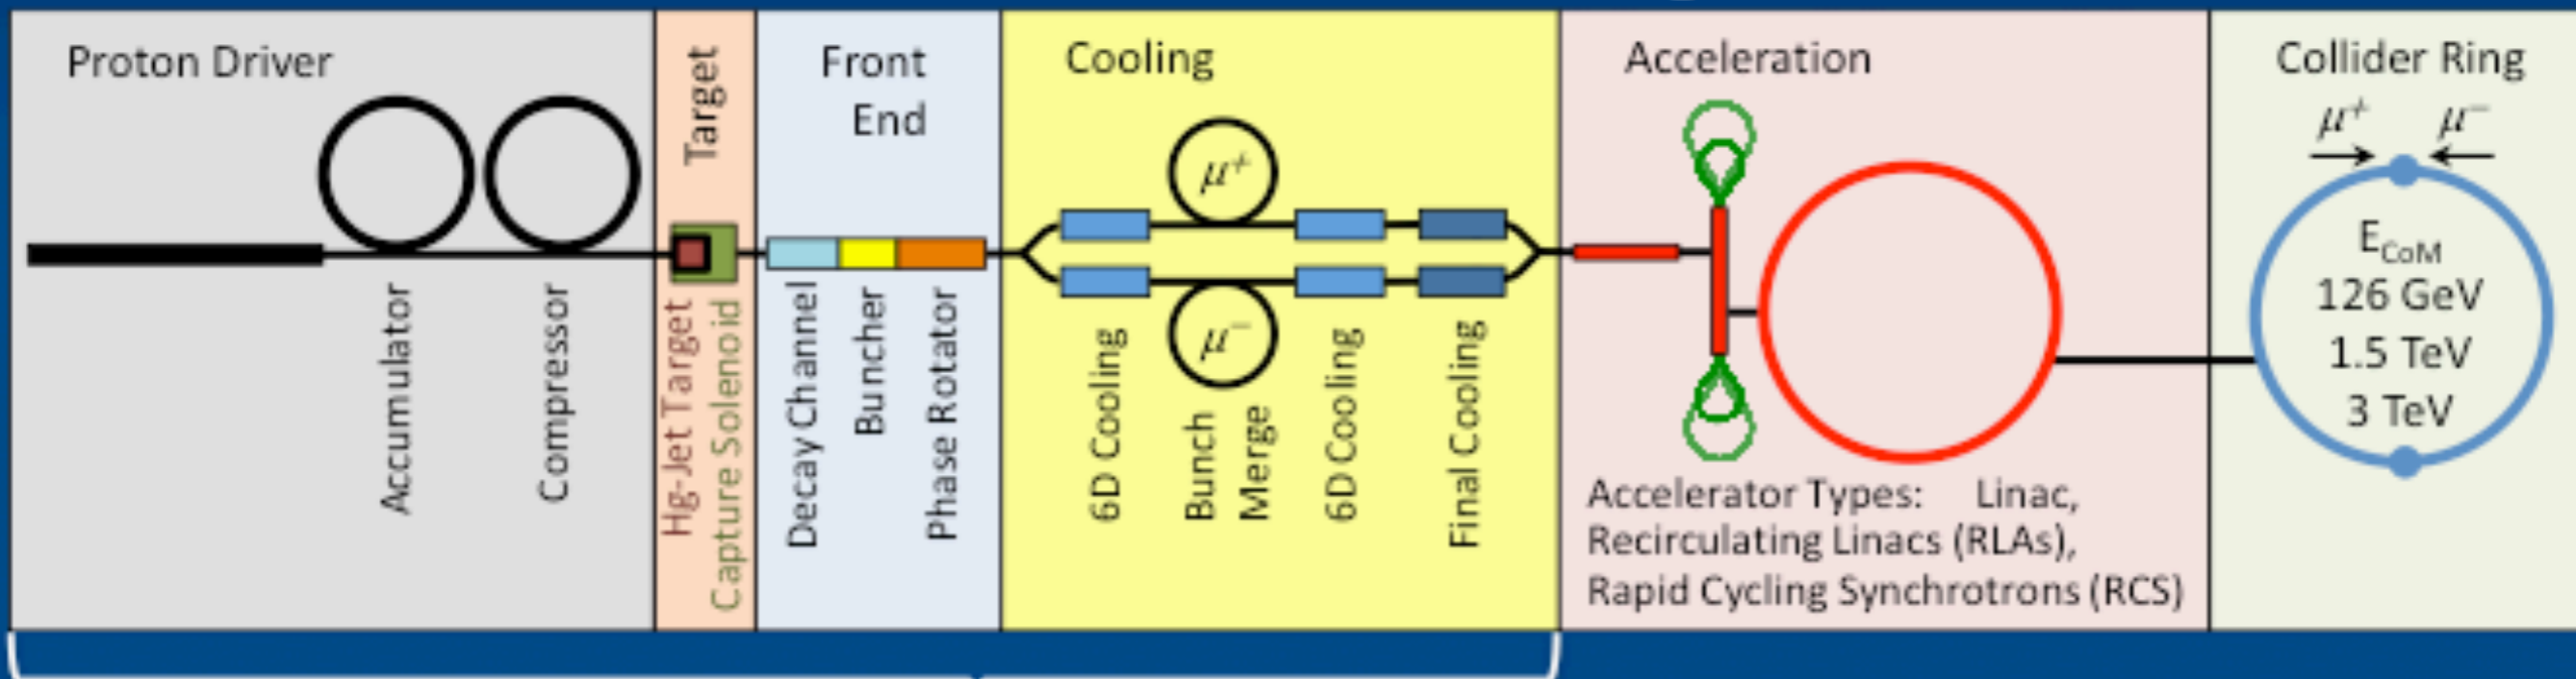 Proton Driver
Accumulator
Compressor
Target
Hg-Jet Target
Capture Solenoid
Front
End
Decay Channel
Buncher
Phase Rotator
Cooling
μ+
μ−
6D Cooling
Bunch
Merge
6D Cooling
Final Cooling
Acceleration
Accelerator Types: Linac,
Recirculating Linacs (RLAs),
Rapid Cycling Synchrotrons (RCS)
Collider Ring
μ+ μ−
ECoM
126 GeV
1.5 TeV
3 TeV